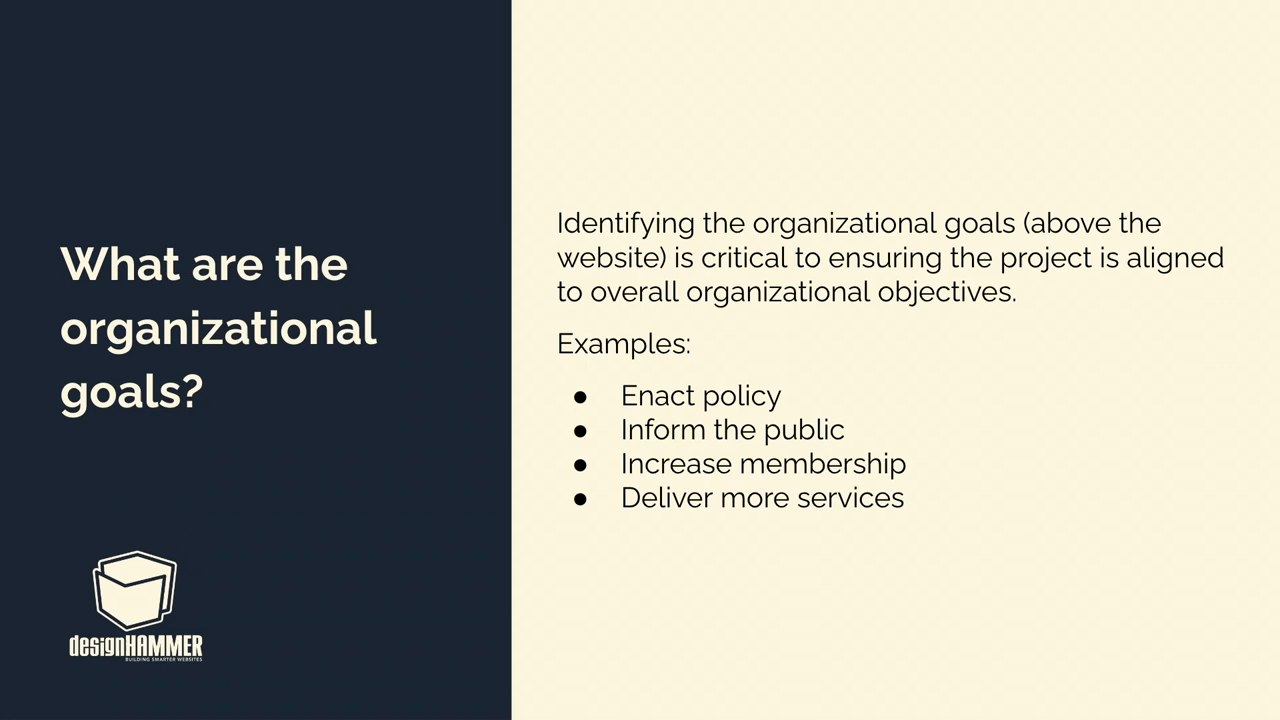 What are the
organizational
goals?
designHAMMER
BUILDING SMARTER WEBSITES
Identifying the organizational goals (above the
website) is critical to ensuring the project is aligned
to overall organizational objectives.
Examples:
● Enact policy
● Inform the public
● Increase membership
● Deliver more services